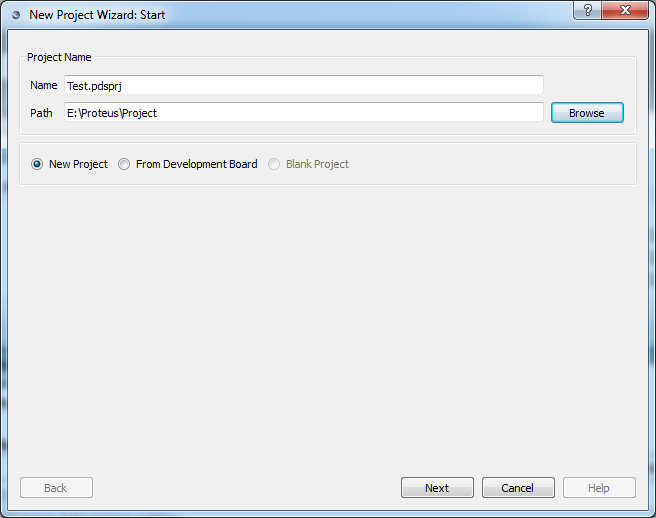 New Project Wizard: Start
?
Project Name
Name Test.pdsprj
Path E:\Proteus\Project Browse
New Project From Development Board Blank Project
Back Next Cancel Help